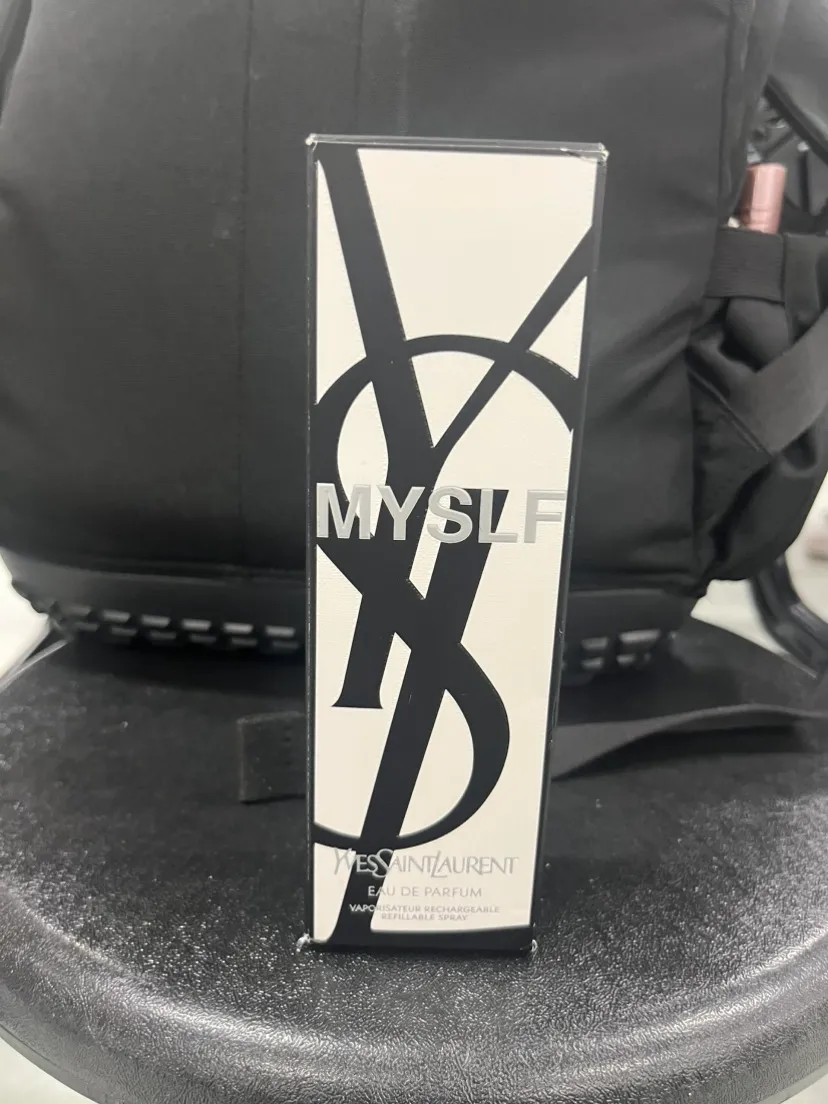 MYSLF
YVESSAINTLAURENT
EAU DE PARFUM
VAPORISATEUR RECHARGEABLE
REFILLABLE SPRAY